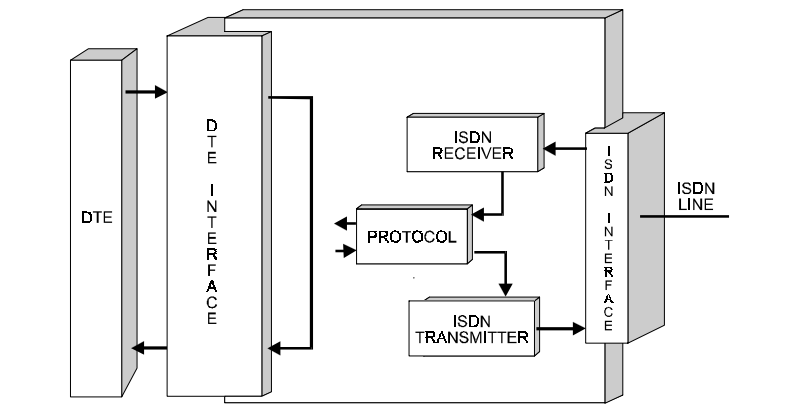 DTE
DTE INTERFACE
ISDN
RECEIVER
PROTOCOL
ISDN
TRANSMITTER
ISDN INTERFACE
ISDN
LINE